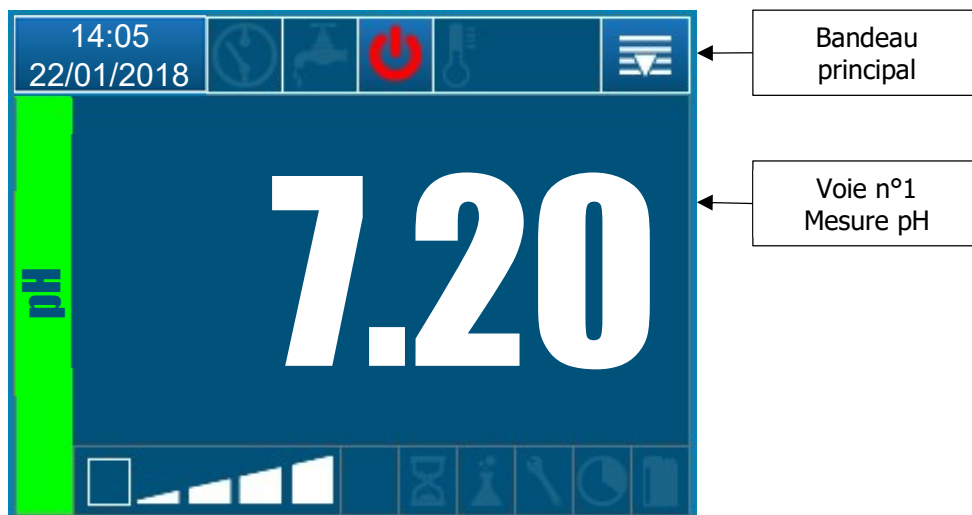 14:05
22/01/2018
Bandeau
principal
Voie n°1
Mesure pH
7.20
pH